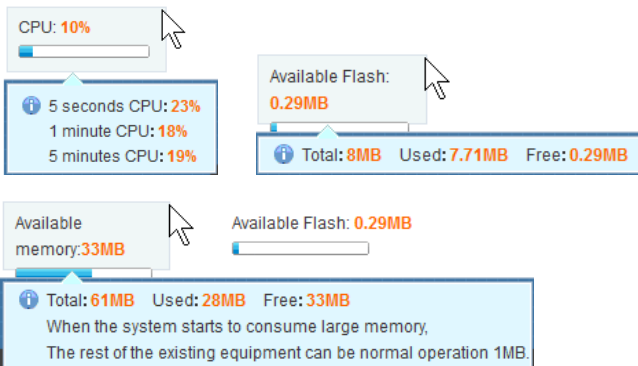 CPU: 10%
5 seconds CPU: 23%
1 minute CPU: 18%
5 minutes CPU: 19%
Available Flash:
0.29MB
Total: 8MB Used: 7.71MB Free: 0.29MB
Available
memory:33MB
Available Flash: 0.29MB
Total: 61MB Used: 28MB Free: 33MB
When the system starts to consume large memory,
The rest of the existing equipment can be normal operation 1MB.